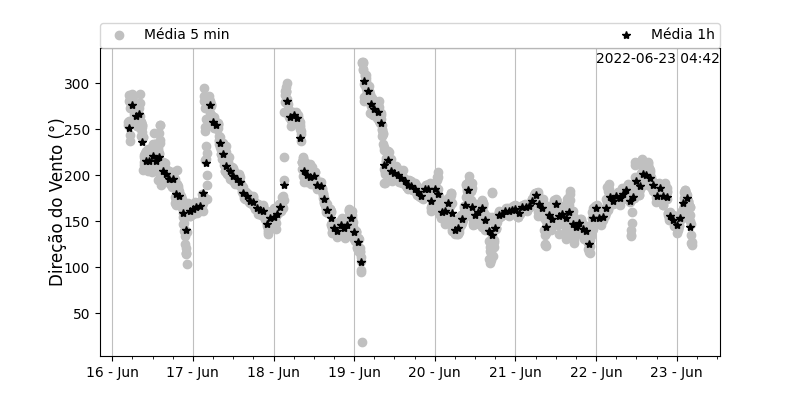 Média 5 min Média 1h
2022-06-23 04:42
Direção do Vento (°)
300
250
200
150
100
50
16 - Jun 17 - Jun 18 - Jun 19 - Jun 20 - Jun 21 - Jun 22 - Jun 23 - Jun